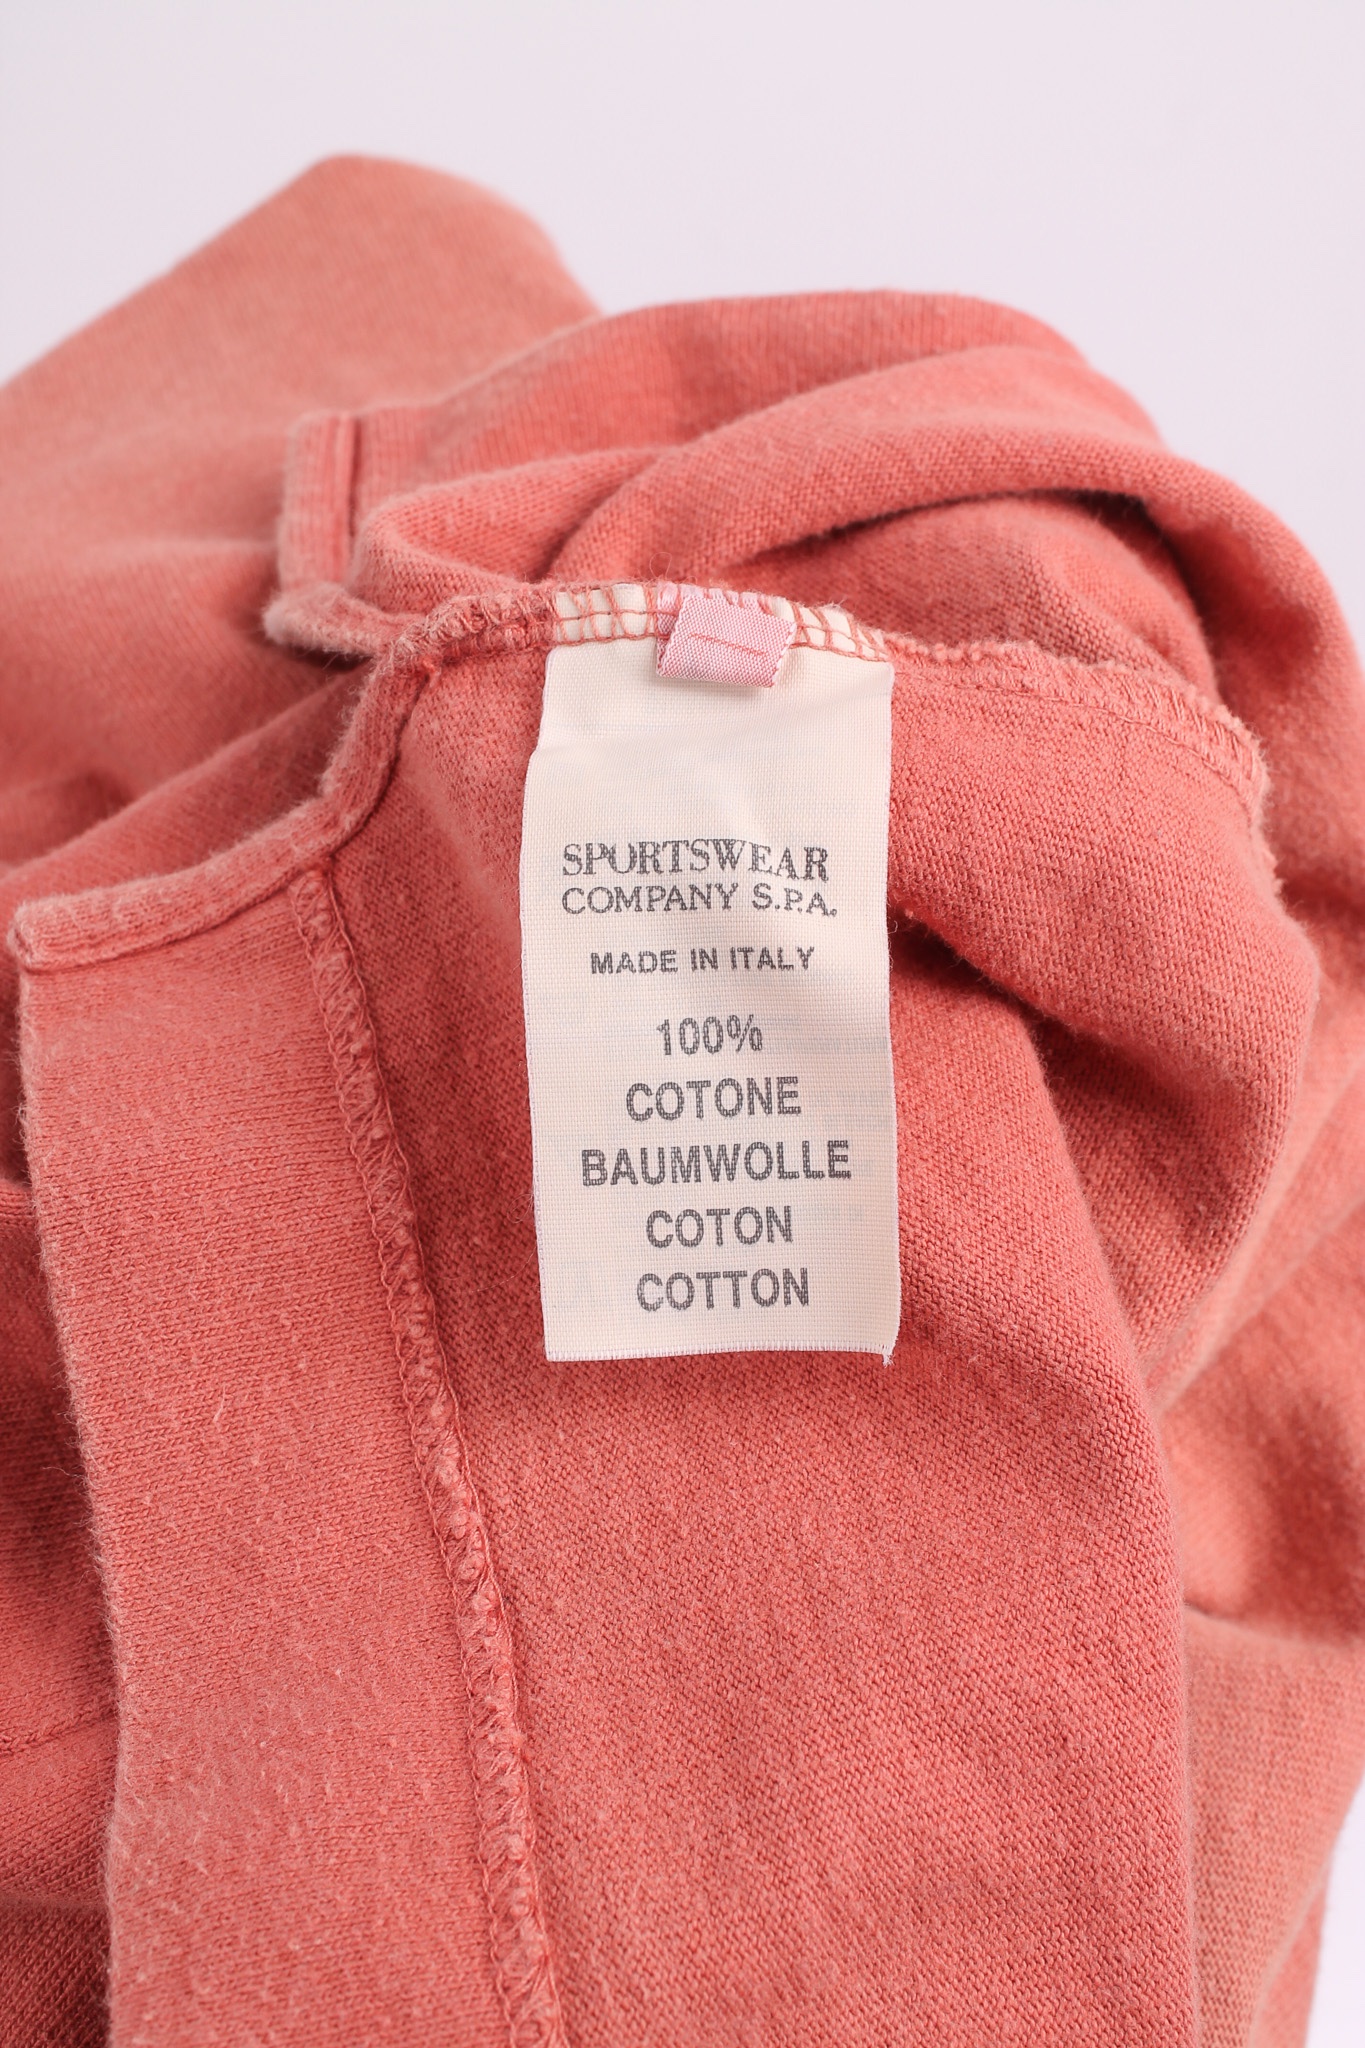 SPORTSWEAR
COMPANY S.P.A.
MADE IN ITALY
100%
COTONE
BAUMWOLLE
COTON
COTTON